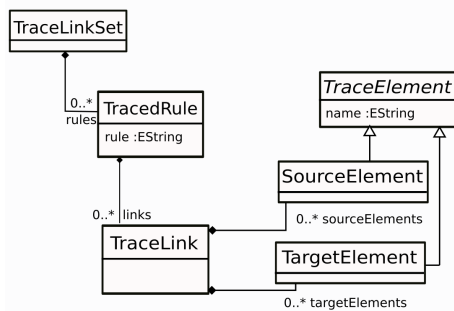 TraceLinkSet
0..*
rules
TracedRule
rule :EString
TraceElement
name :EString
SourceElement
0..* links
0..* sourceElements
TraceLink
TargetElement
0..* targetElements